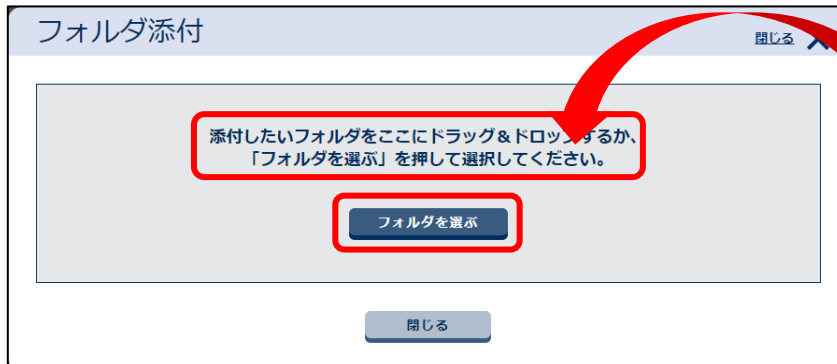 フォルダ添付
閉じる
添付したいフォルダをここにドラッグ&ドロップするか、
「フォルダを選ぶ」を押して選択してください。
フォルダを選ぶ
閉じる